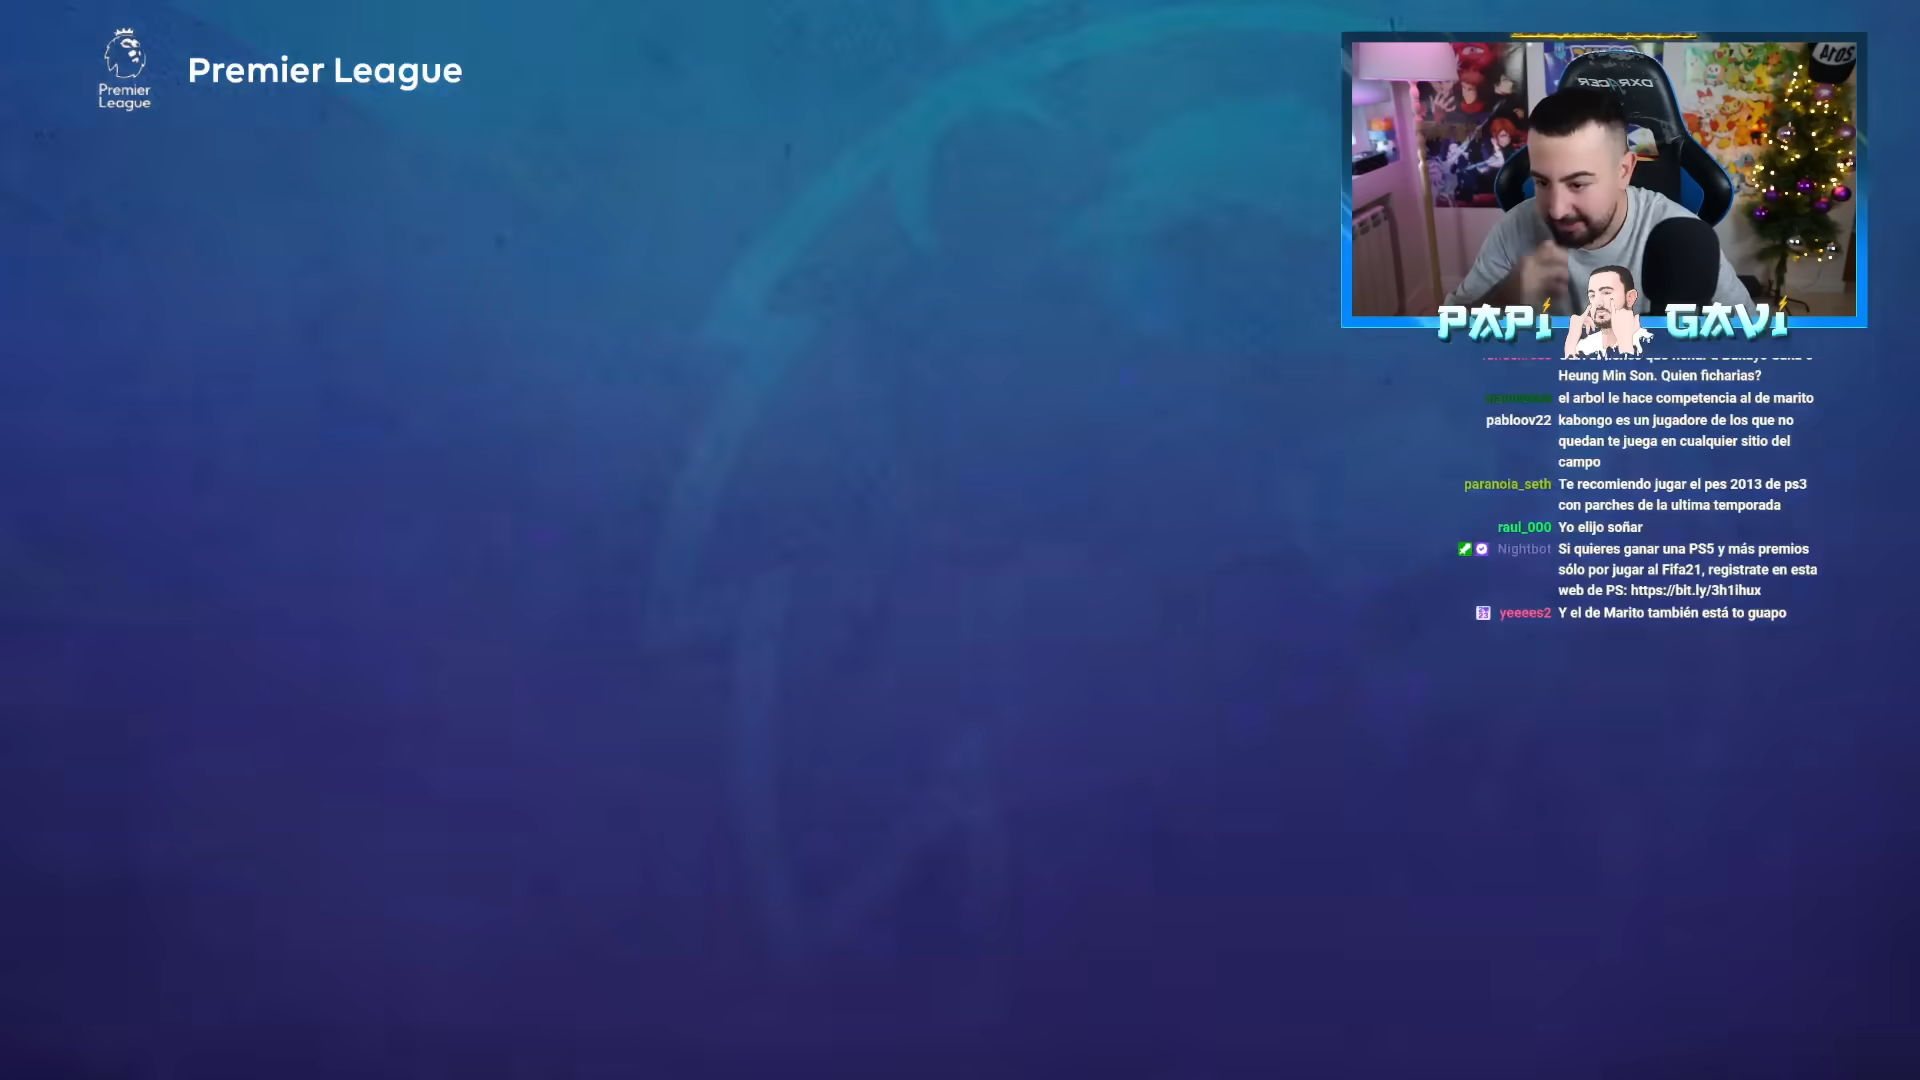 Premier League
Premier
League
DXRACER
Aros
PAPi GAVi
Heung Min Son. Quien ficharias?
el arbol le hace competencia al de marito
pabloov22 kabongo es un jugadore de los que no
quedan te juega en cualquier sitio del
campo
paranoia_seth Te recomiendo jugar el pes 2013 de ps3
con parches de la ultima temporada
raul_000 Yo elijo soñar
Nightbot Si quieres ganar una PS5 y más premios
sólo por jugar al Fifa21, registrate en esta
web de PS: https://bit.ly/3h1ihux
yeeees2 Y el de Marito también está to guapo